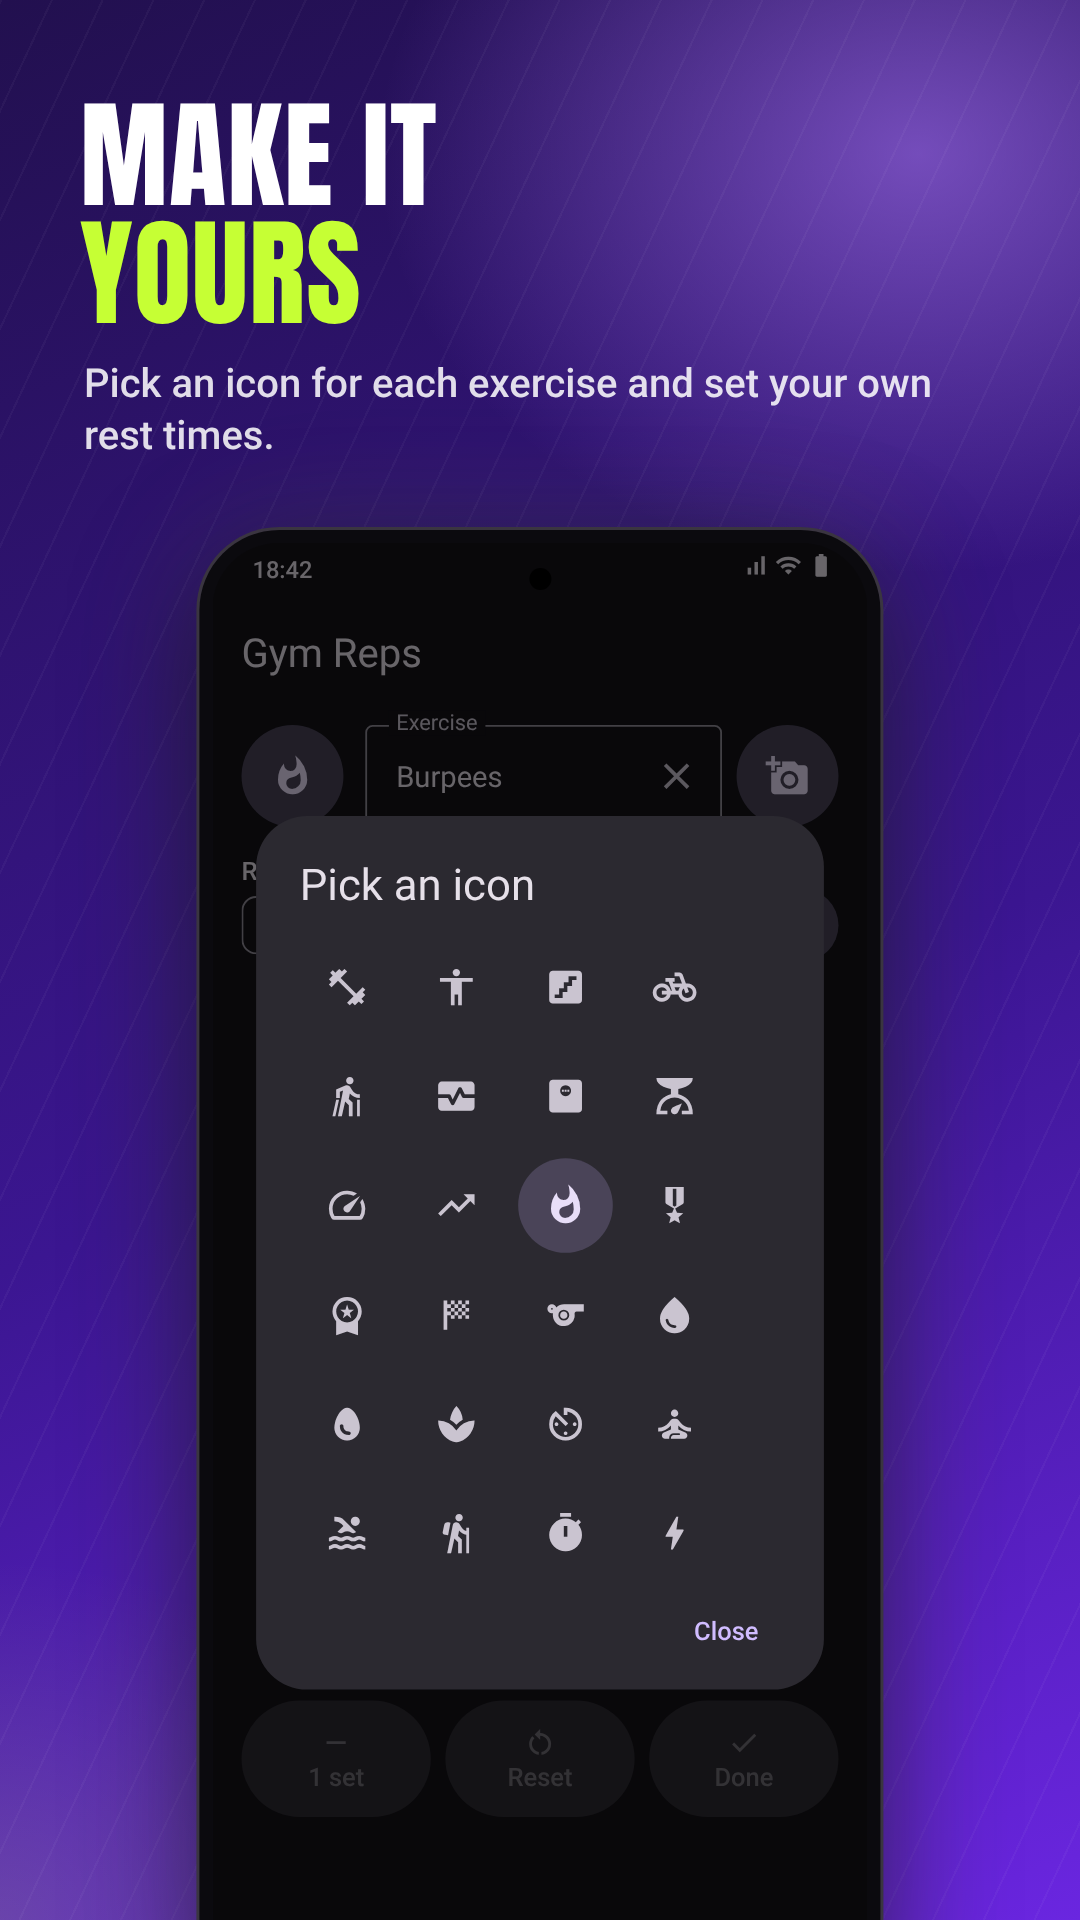 MAKE IT
YOURS
Pick an icon for each exercise and set your own
rest times.
18:42
Gym Reps
Exercise
Burpees
R
Pick an icon
Close
1 set
Reset
Done